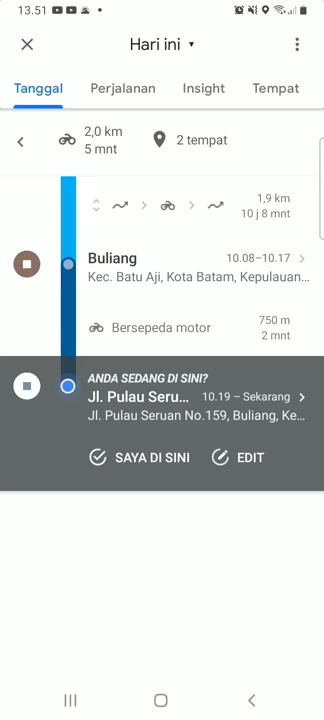 13.51
Hari ini
Tanggal Perjalanan Insight Tempat
2,0 km
5 mnt
2 tempat
1,9 km
10 j 8 mnt
Buliang 10.08–10.17
Kec. Batu Aji, Kota Batam, Kepulauan...
Bersepeda motor
750 m
2 mnt
ANDA SEDANG DI SINI?
Jl. Pulau Seru... 10.19 – Sekarang
Jl. Pulau Seruan No.159, Buliang, Ke...
SAYA DI SINI EDIT